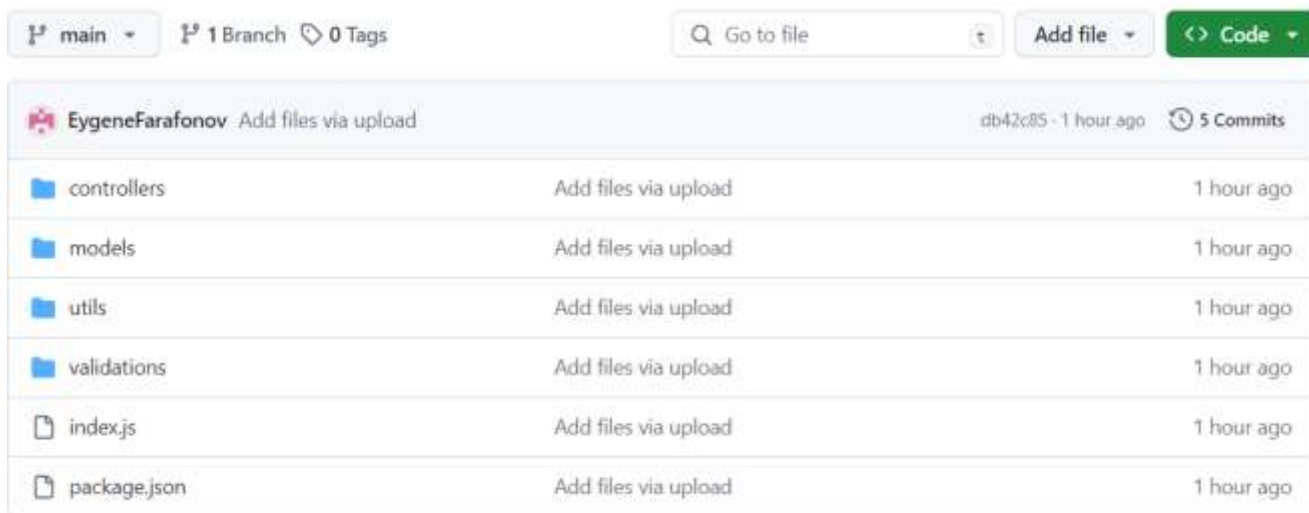 main 1 Branch 0 Tags Go to file t Add file <> Code
EygeneFarafonov Add files via upload db42c85 · 1 hour ago 5 Commits
controllers Add files via upload 1 hour ago
models Add files via upload 1 hour ago
utils Add files via upload 1 hour ago
validations Add files via upload 1 hour ago
index.js Add files via upload 1 hour ago
package.json Add files via upload 1 hour ago